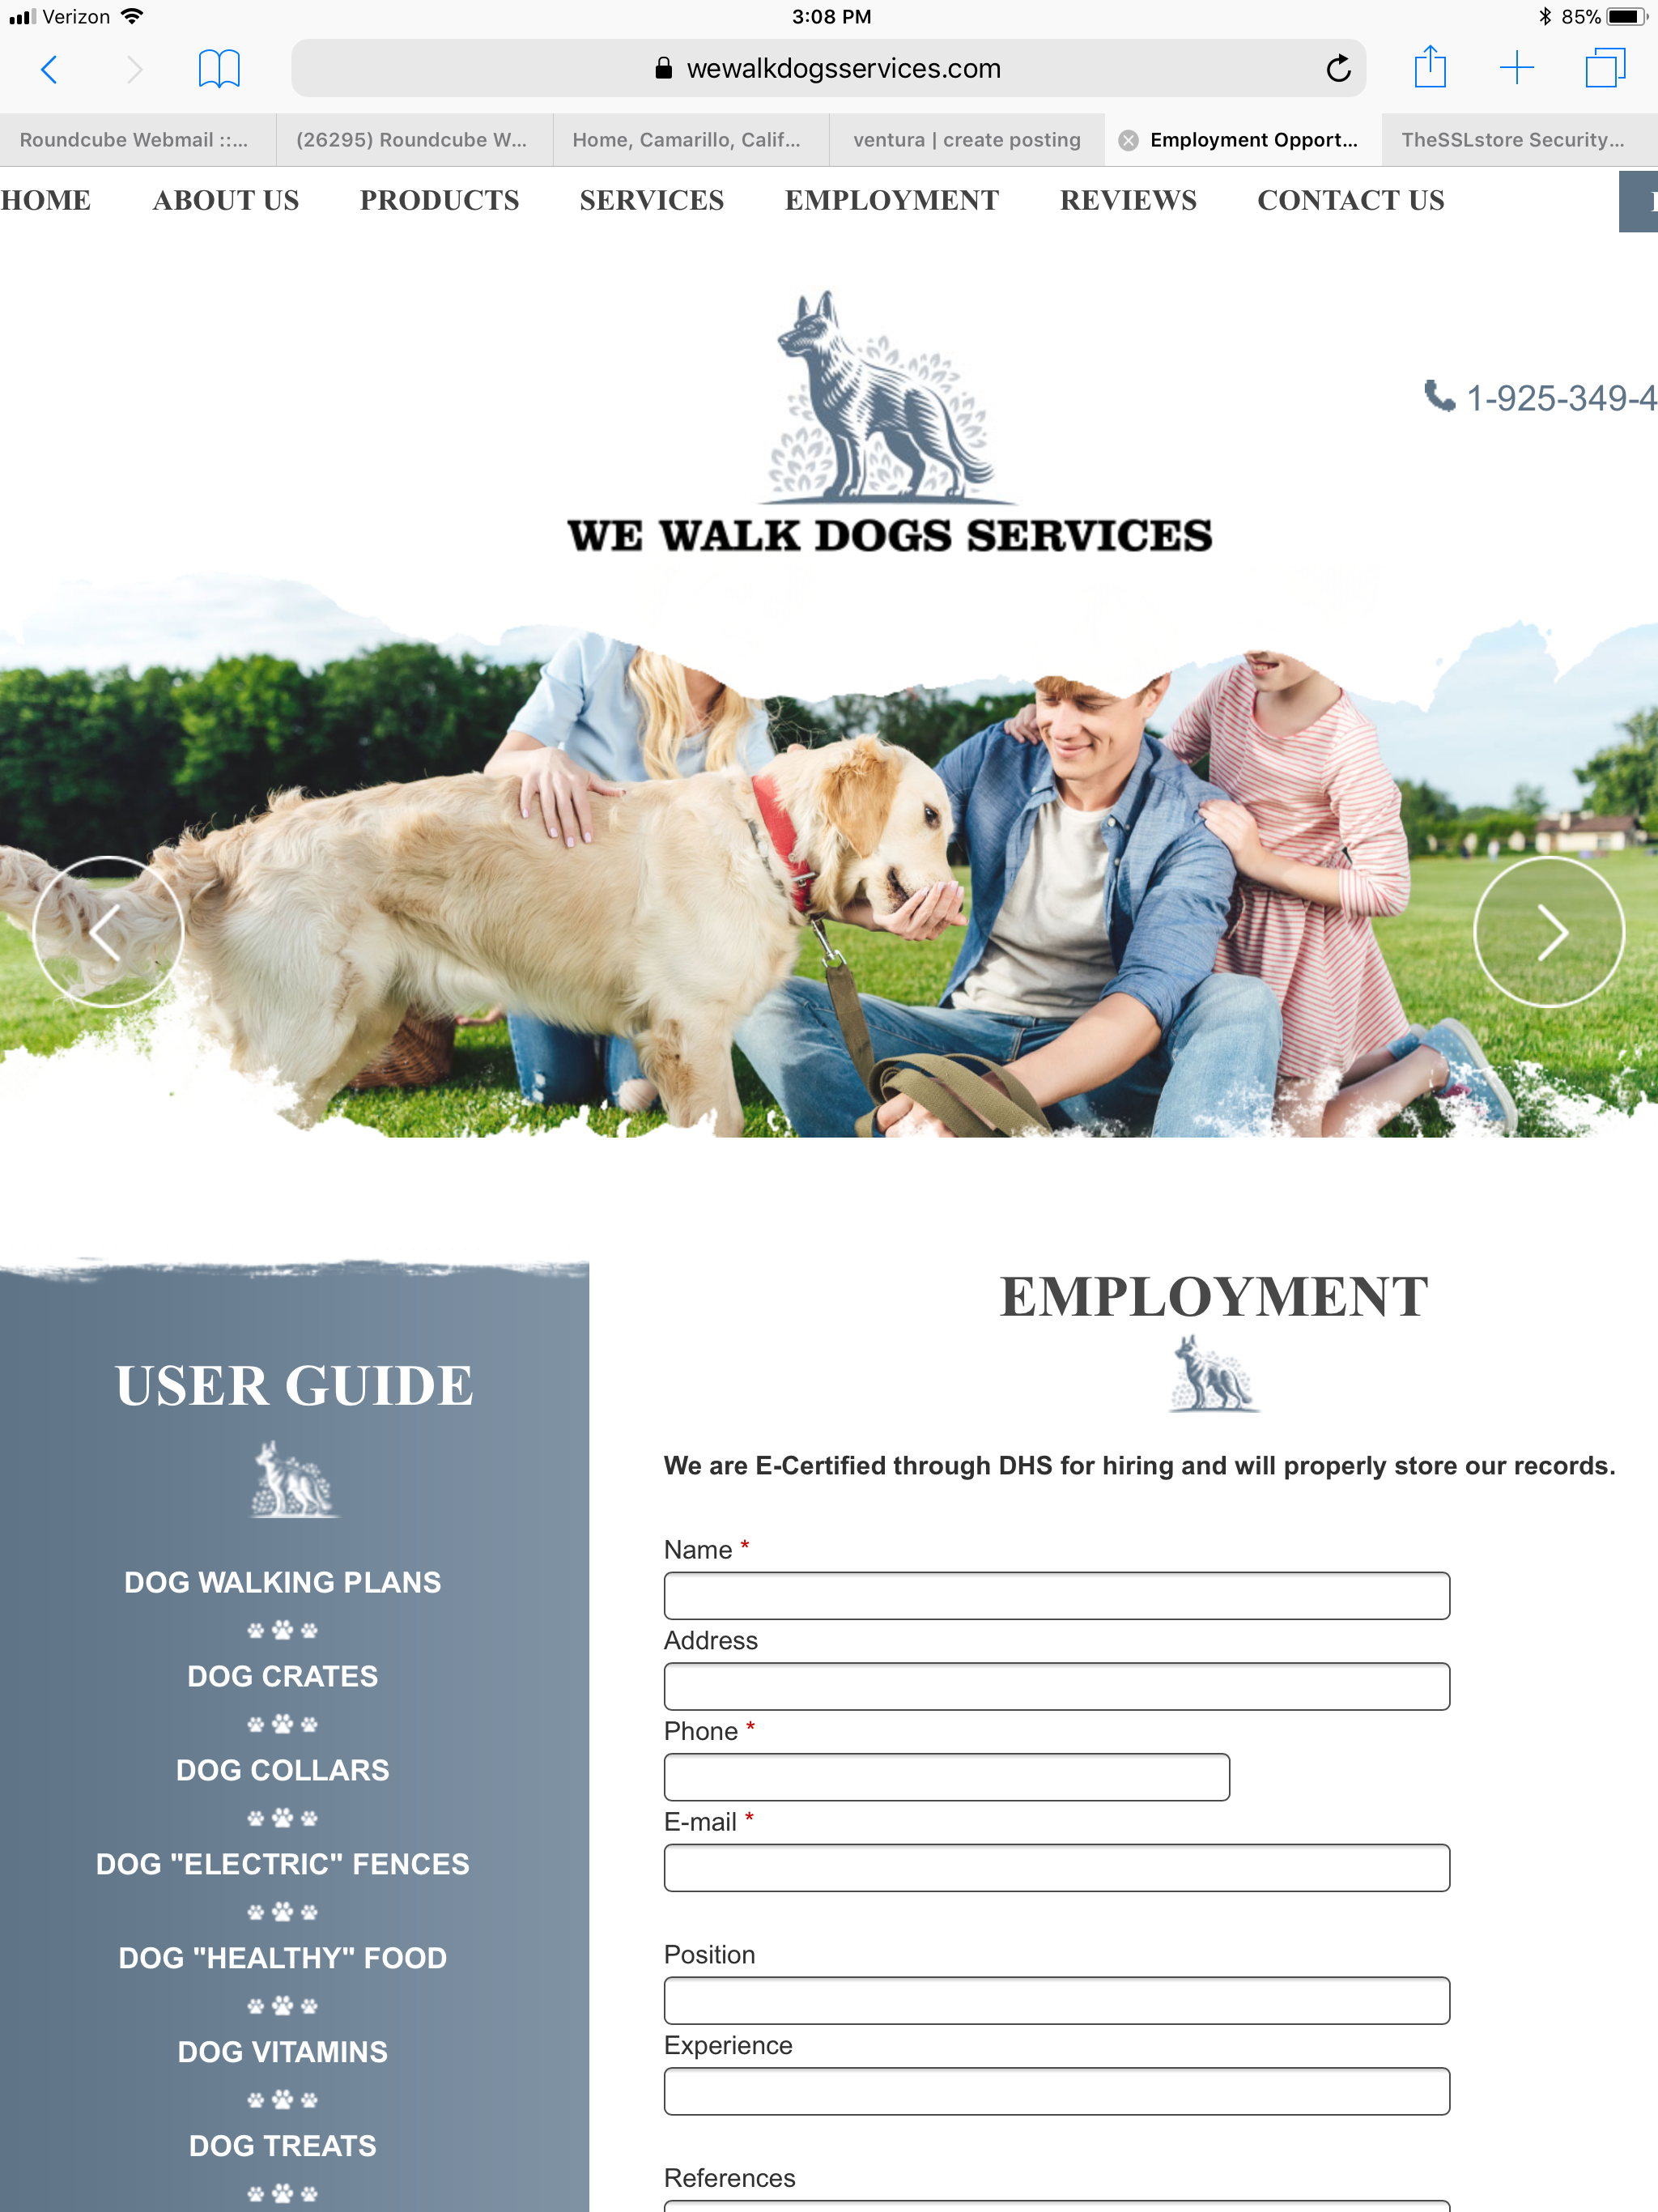 Verizon 3:08 PM 85%
wewalkdogsservices.com
Roundcube Webmail ::... (26295) Roundcube W... Home, Camarillo, Calif... ventura | create posting Employment Opport... TheSSLstore Security...
HOME ABOUT US PRODUCTS SERVICES EMPLOYMENT REVIEWS CONTACT US
1-925-349-4
WE WALK DOGS SERVICES
USER GUIDE
DOG WALKING PLANS
DOG CRATES
DOG COLLARS
DOG "ELECTRIC" FENCES
DOG "HEALTHY" FOOD
DOG VITAMINS
DOG TREATS
EMPLOYMENT
We are E-Certified through DHS for hiring and will properly store our records.
Name *
Address
Phone *
E-mail *
Position
Experience
References